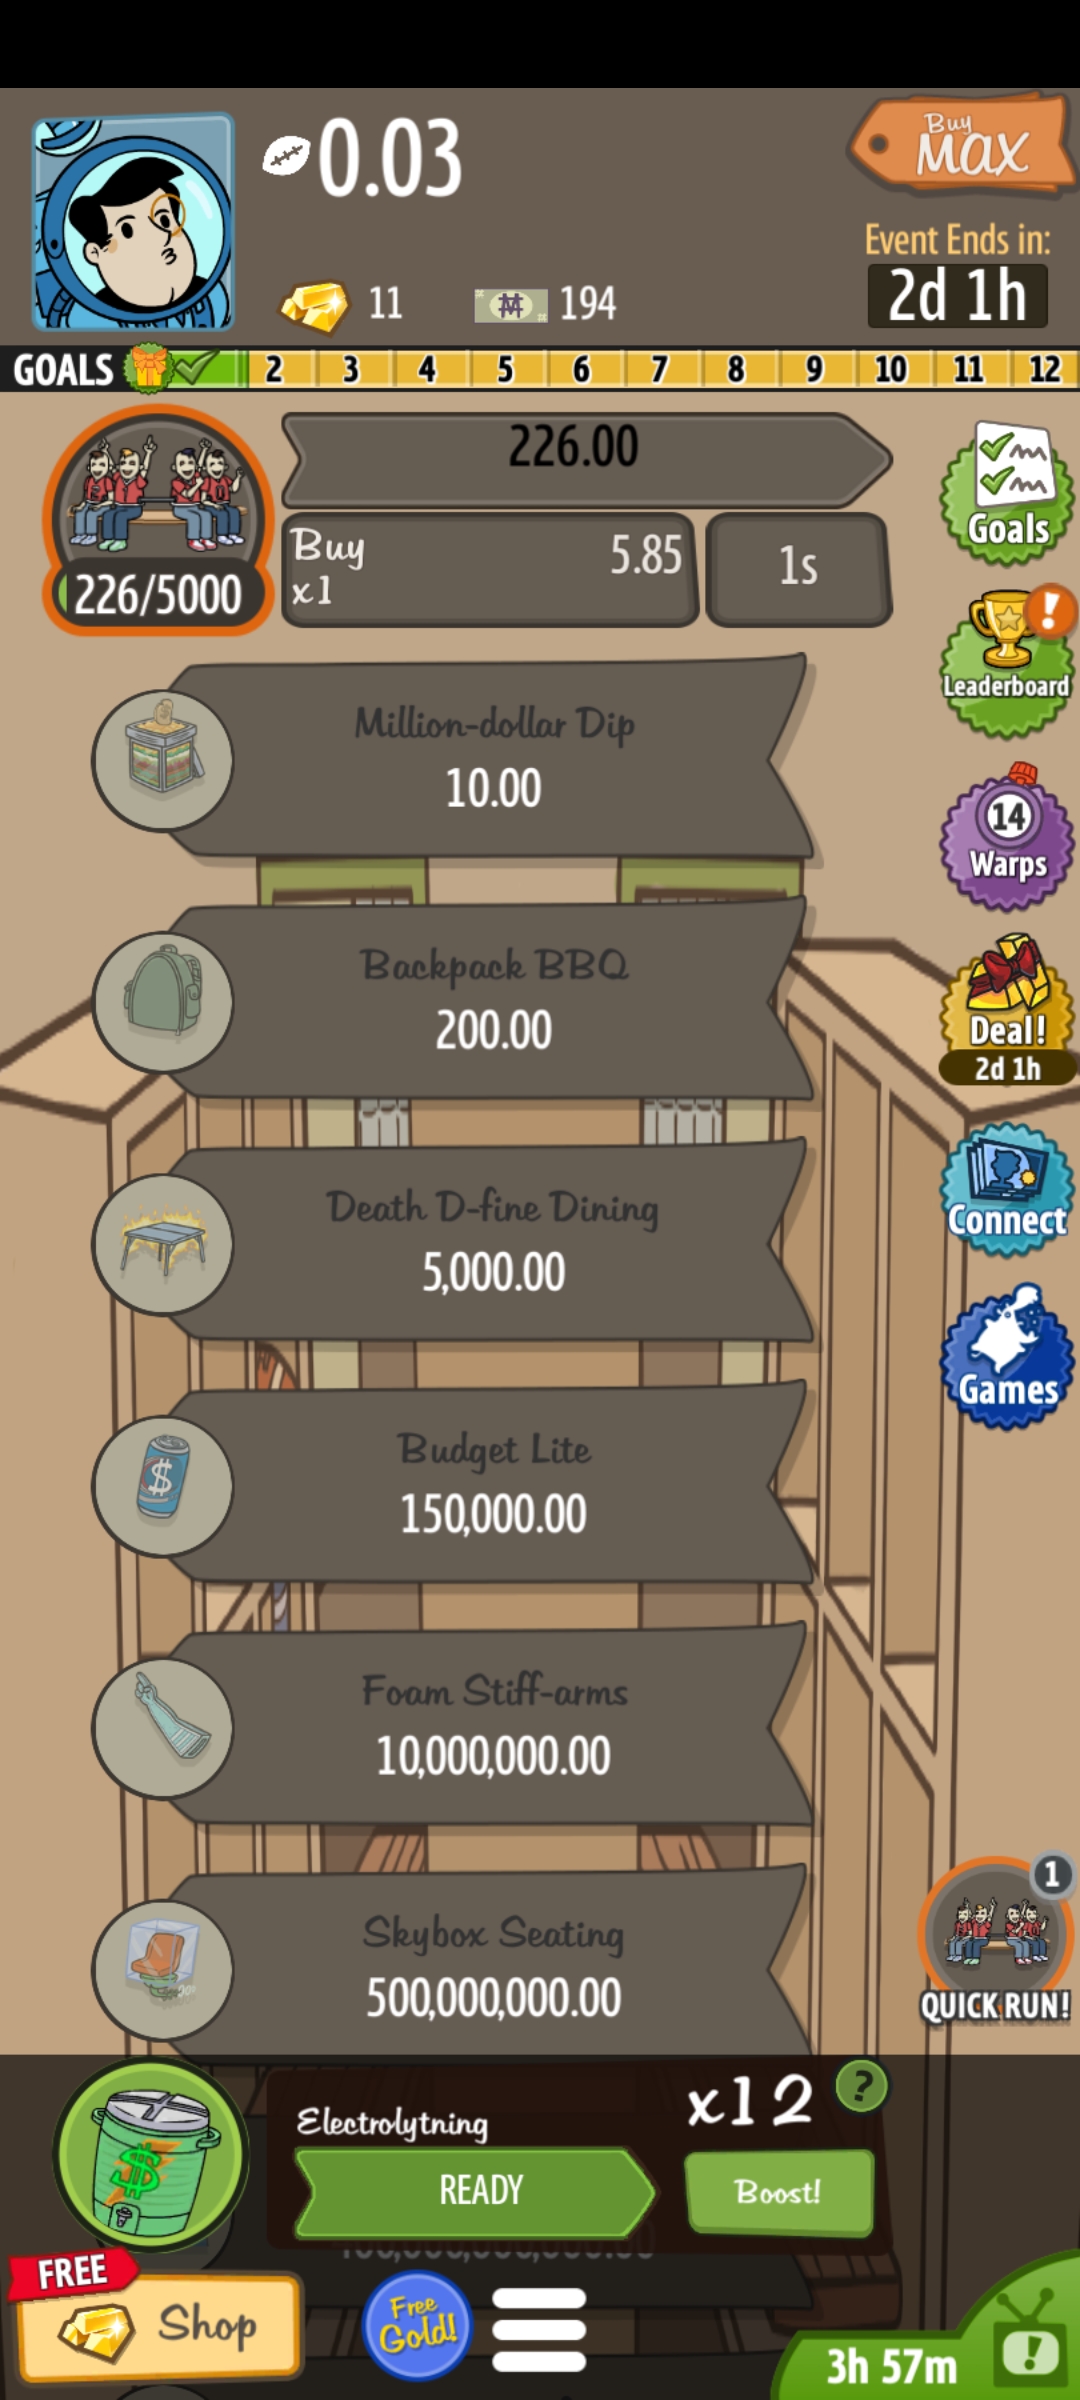 0.03
Buy
MAX
Event Ends in:
2d 1h
11
194
GOALS
2 3 4 5 6 7 8 9 10 11 12
226.00
226/5000
Buy
x1
5.85
1s
Goals
!
Leaderboard
Million-dollar Dip
10.00
14
Warps
Backpack BBQ
200.00
Deal!
2d 1h
Death D-fine Dining
5,000.00
Connect
Games
Budget Lite
150,000.00
$
Foam Stiff-arms
10,000,000.00
Skybox Seating
500,000,000.00
1
QUICK RUN!
Electrolytning
x12
?
$
READY
Boost!
FREE
Shop
Free
Gold!
3h 57m
!